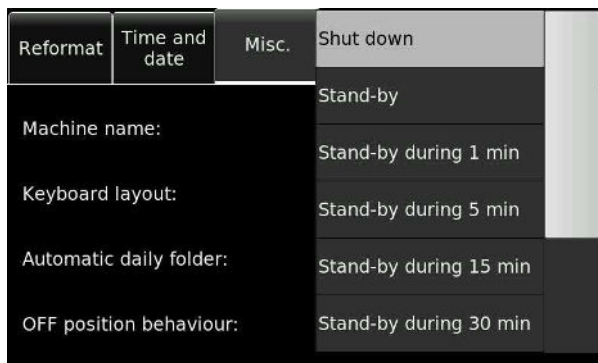 Reformat
Time and
date
Misc.
Machine name:
Keyboard layout:
Automatic daily folder:
OFF position behaviour:
Shut down
Stand-by
Stand-by during 1 min
Stand-by during 5 min
Stand-by during 15 min
Stand-by during 30 min